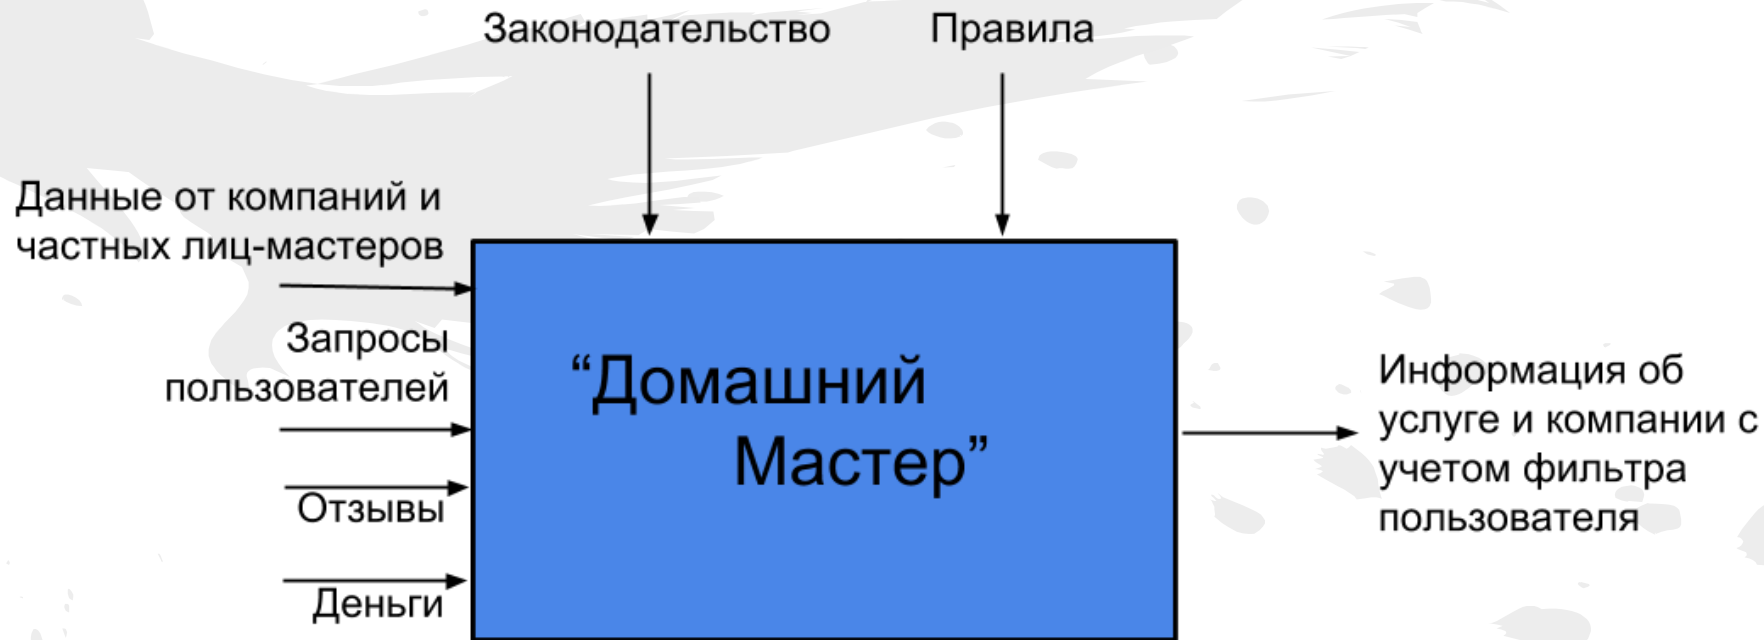 Законодательство
Правила
Данные от компаний и
частных лиц-мастеров
Запросы
пользователей
Отзывы
Деньги
“Домашний
Мастер”
Информация об
услуге и компании с
учетом фильтра
пользователя